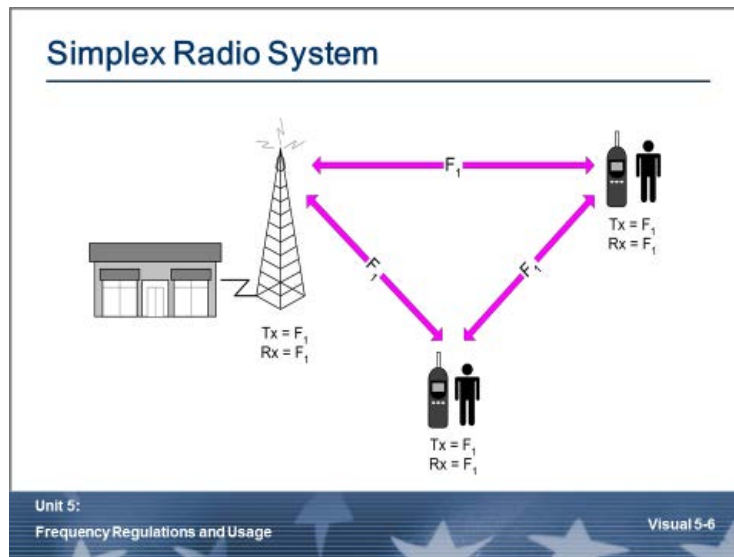 Simplex Radio System
F₁
Tx = F₁
Rx = F₁
F₁
F₁
Tx = F₁
Rx = F₁
Tx = F₁
Rx = F₁
Unit 5:
Frequency Regulations and Usage
Visual 5-6